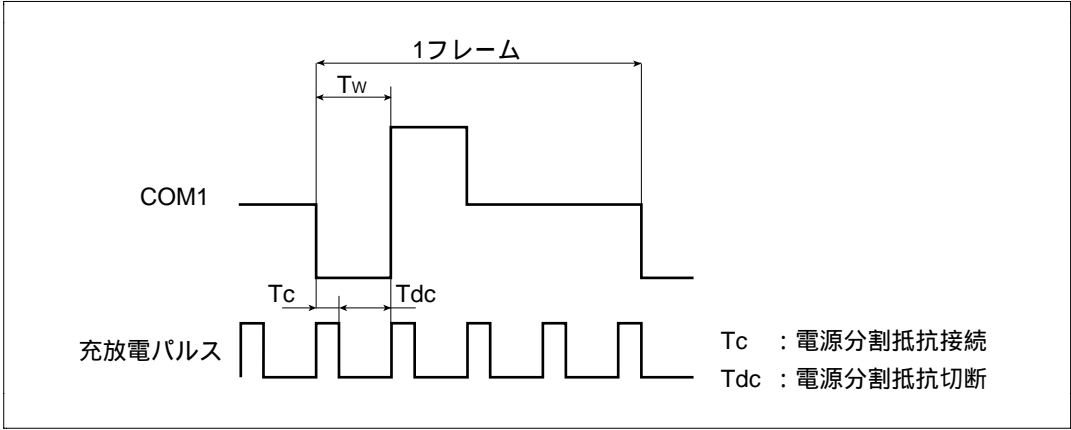 1フレーム
Tw
COM1
Tc
Tdc
充放電パルス
Tc :電源分割抵抗接続
Tdc :電源分割抵抗切断